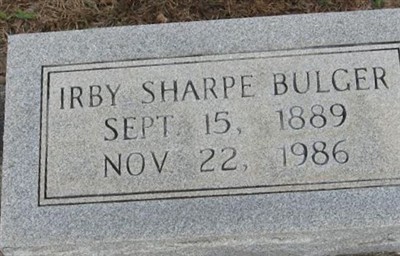 IRBY SHARPE BULGER
SEPT. 15, 1889
NOV. 22, 1986